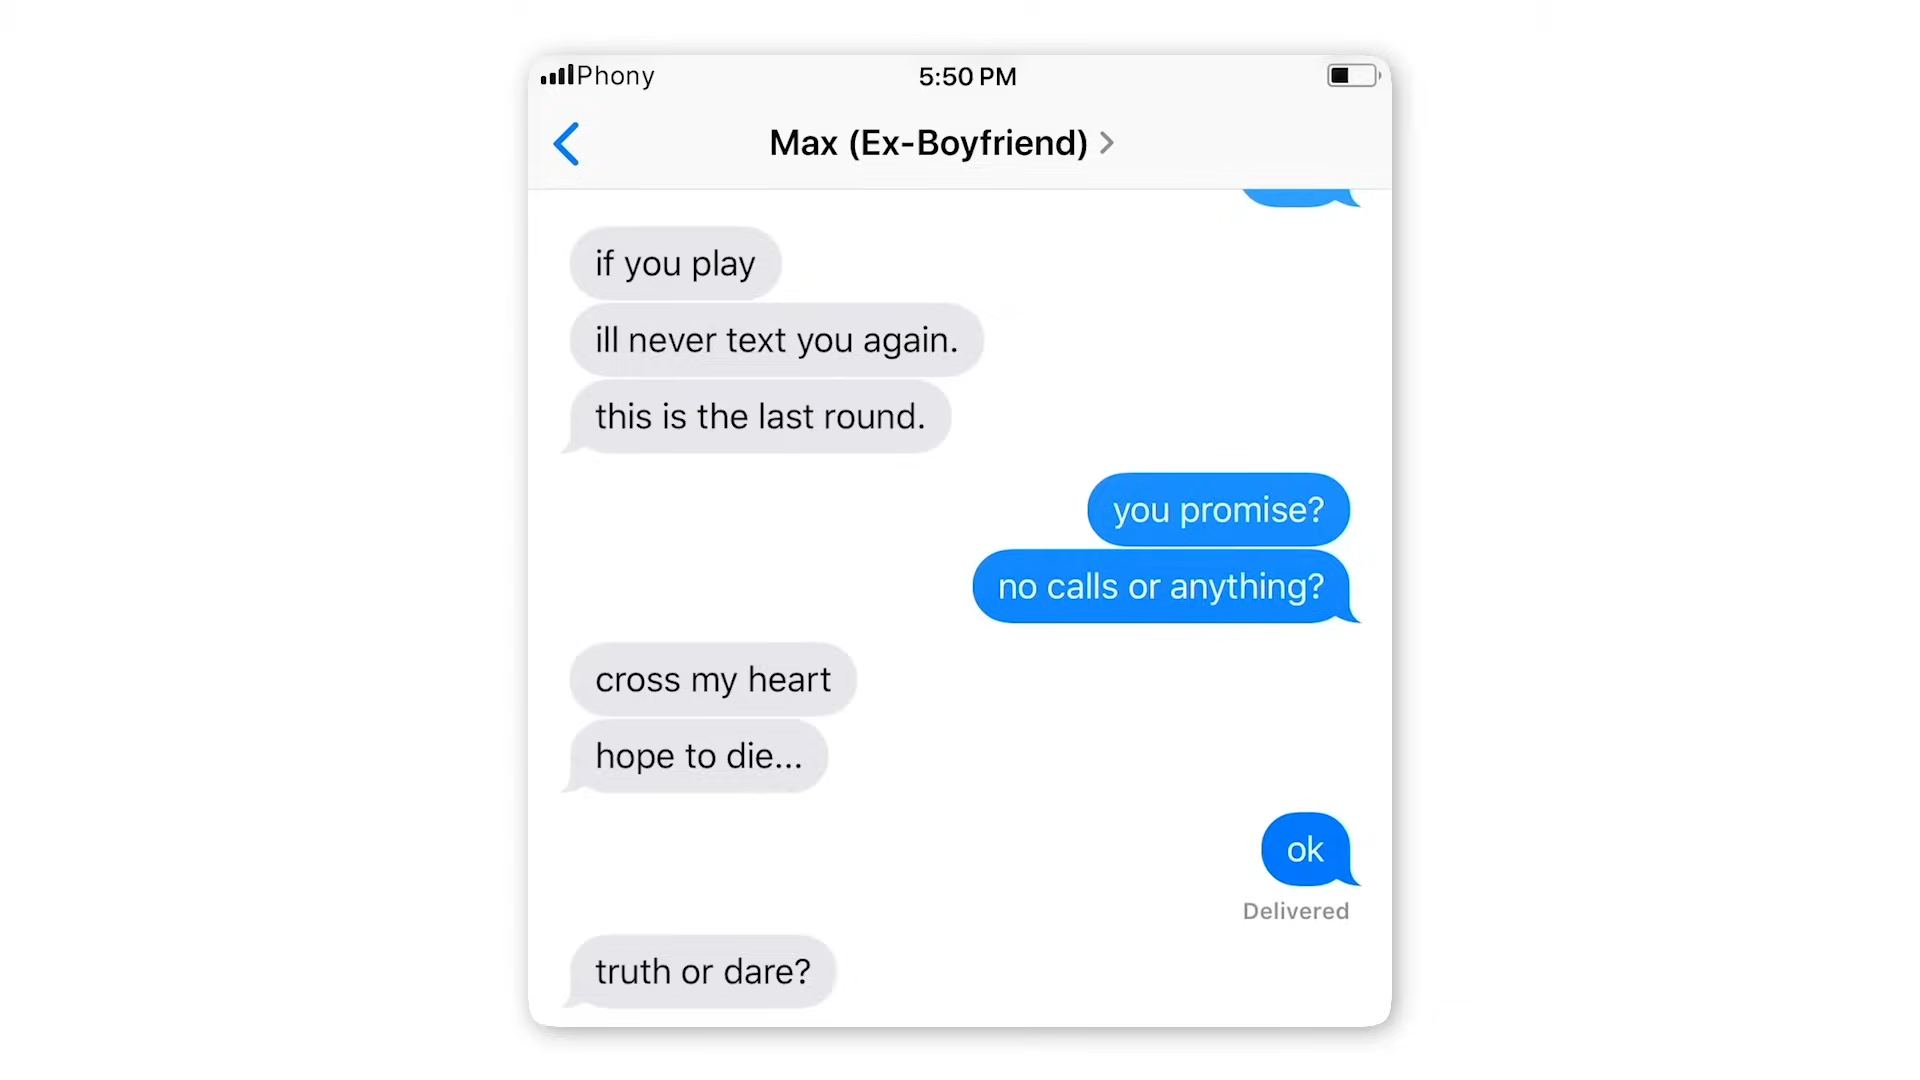 Phony 5:50 PM
Max (Ex-Boyfriend)
if you play
ill never text you again.
this is the last round.
you promise?
no calls or anything?
cross my heart
hope to die...
ok
Delivered
truth or dare?